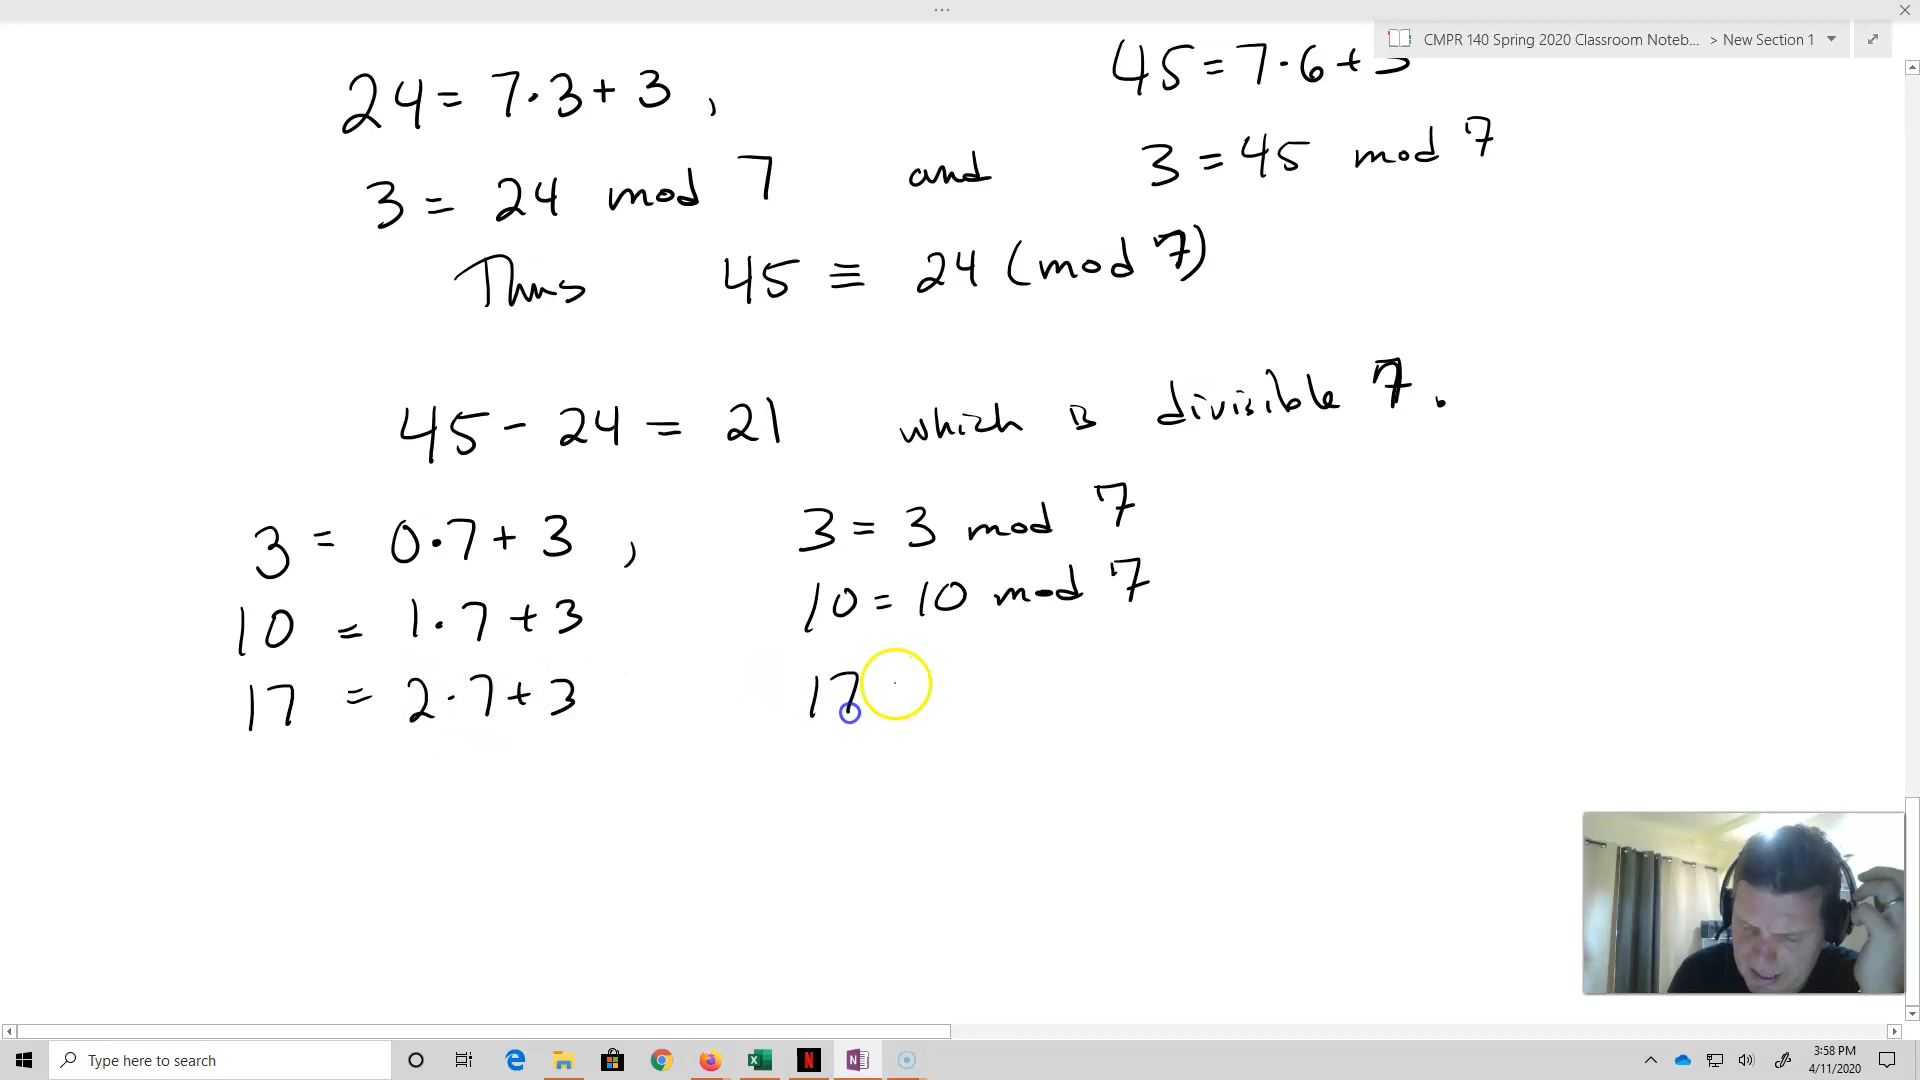 CMPR 140 Spring 2020 Classroom Noteb... > New Section 1
24 = 7·3 + 3 , 45 = 7·6 + 3
3 = 24 mod 7 and 3 = 45 mod 7
Thus 45 ≡ 24 (mod 7)
45 - 24 = 21 which is divisible 7.
3 = 0·7 + 3 , 3 = 3 mod 7
10 = 1·7 + 3 10 = 10 mod 7
17 = 2·7 + 3 17
Type here to search
3:58 PM
4/11/2020